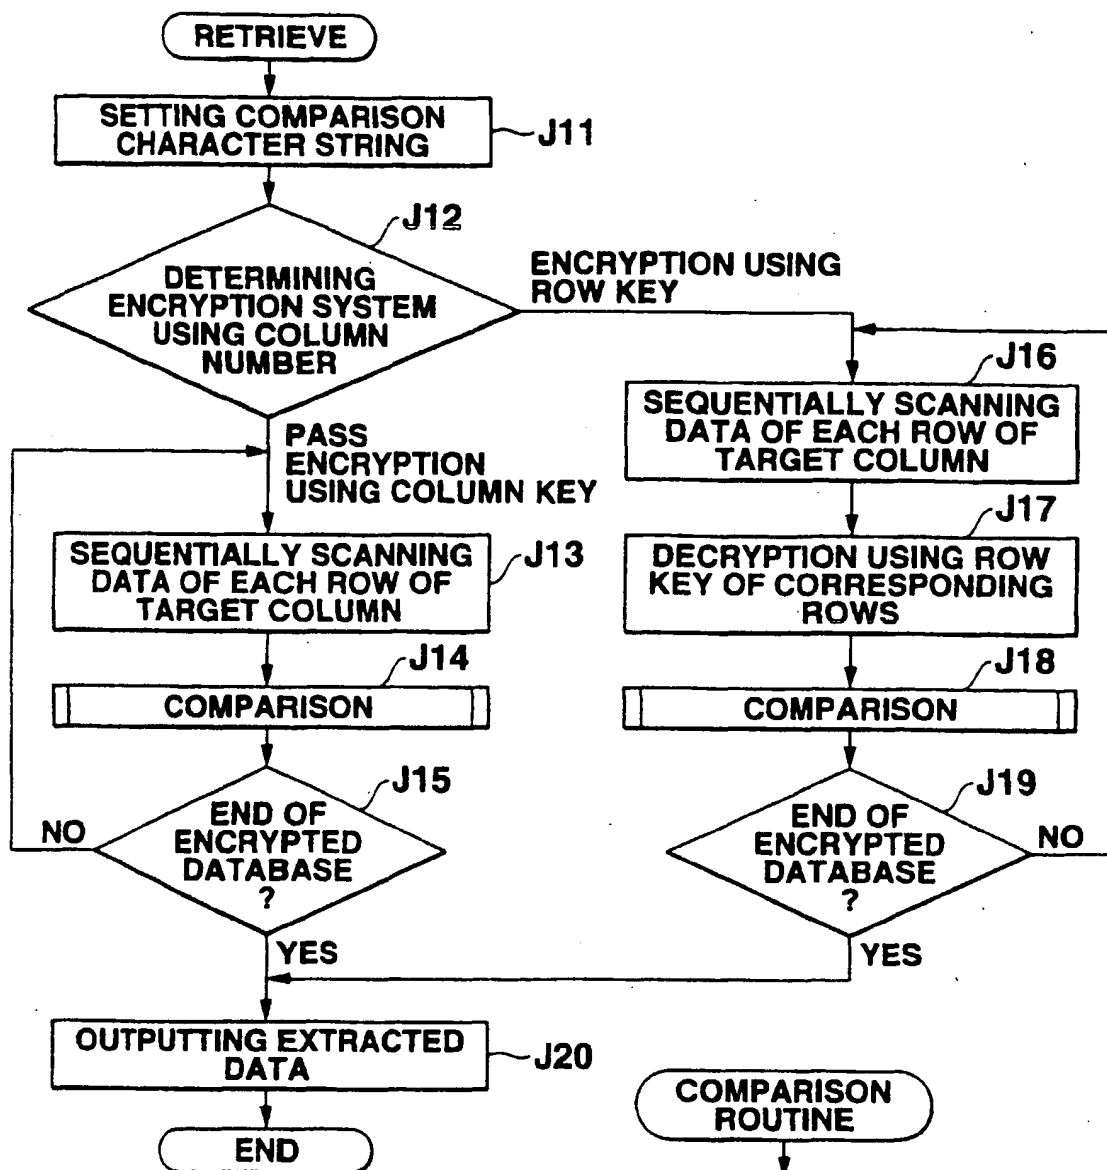 RETRIEVE
SETTING COMPARISON
CHARACTER STRING
J11
J12
DETERMINING
ENCRYPTION SYSTEM
USING COLUMN
NUMBER
ENCRYPTION USING
ROW KEY
PASS
ENCRYPTION
USING COLUMN KEY
SEQUENTIALLY SCANNING
DATA OF EACH ROW OF
TARGET COLUMN
J13
COMPARISON
J14
END OF
ENCRYPTED
DATABASE
?
J15
NO
YES
J16
SEQUENTIALLY SCANNING
DATA OF EACH ROW OF
TARGET COLUMN
J17
DECRYPTION USING ROW
KEY OF CORRESPONDING
ROWS
J18
COMPARISON
J19
END OF
ENCRYPTED
DATABASE
?
NO
YES
OUTPUTTING EXTRACTED
DATA
J20
END
COMPARISON
ROUTINE